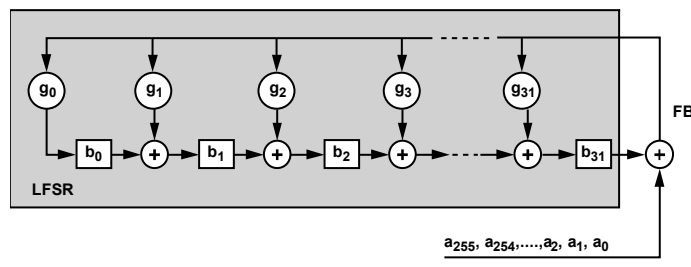 g0 g1 g2 g3 g31
FB
b0 + b1 + b2 + + b31 +
LFSR
a255, a254,....,a2, a1, a0